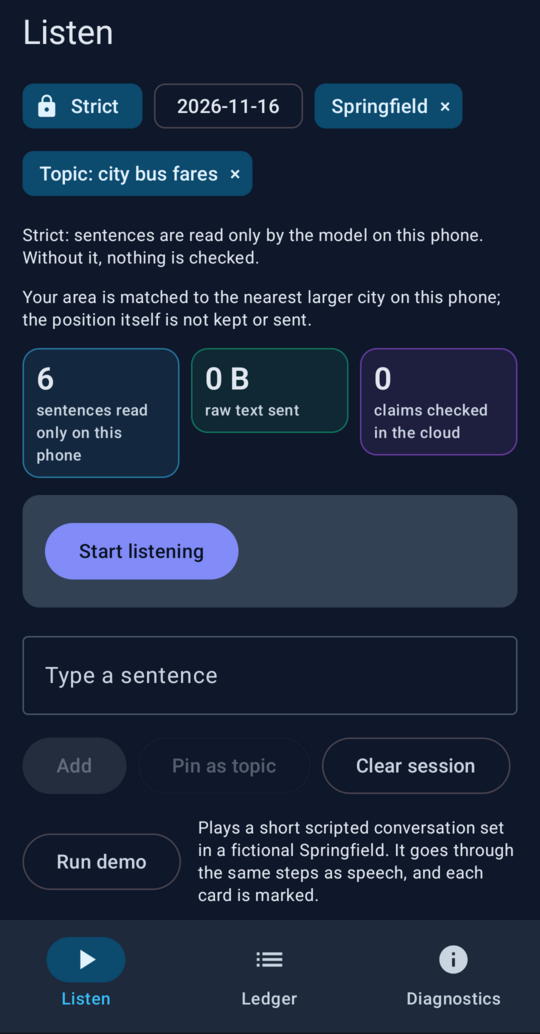 Listen
Strict
2026-11-16
Springfield ×
Topic: city bus fares ×
Strict: sentences are read only by the model on this phone.
Without it, nothing is checked.
Your area is matched to the nearest larger city on this phone;
the position itself is not kept or sent.
6
sentences read
only on this
phone
0 B
raw text sent
0
claims checked
in the cloud
Start listening
Type a sentence
Add
Pin as topic
Clear session
Run demo
Plays a short scripted conversation set
in a fictional Springfield. It goes through
the same steps as speech, and each
card is marked.
Listen
Ledger
Diagnostics